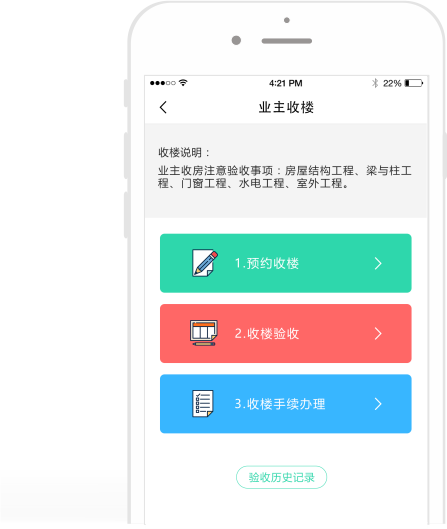 4:21 PM
22%
业主收楼
收楼说明：
业主收房注意验收事项：房屋结构工程、梁与柱工
程、门窗工程、水电工程、室外工程。
1.预约收楼
2.收楼验收
3.收楼手续办理
验收历史记录